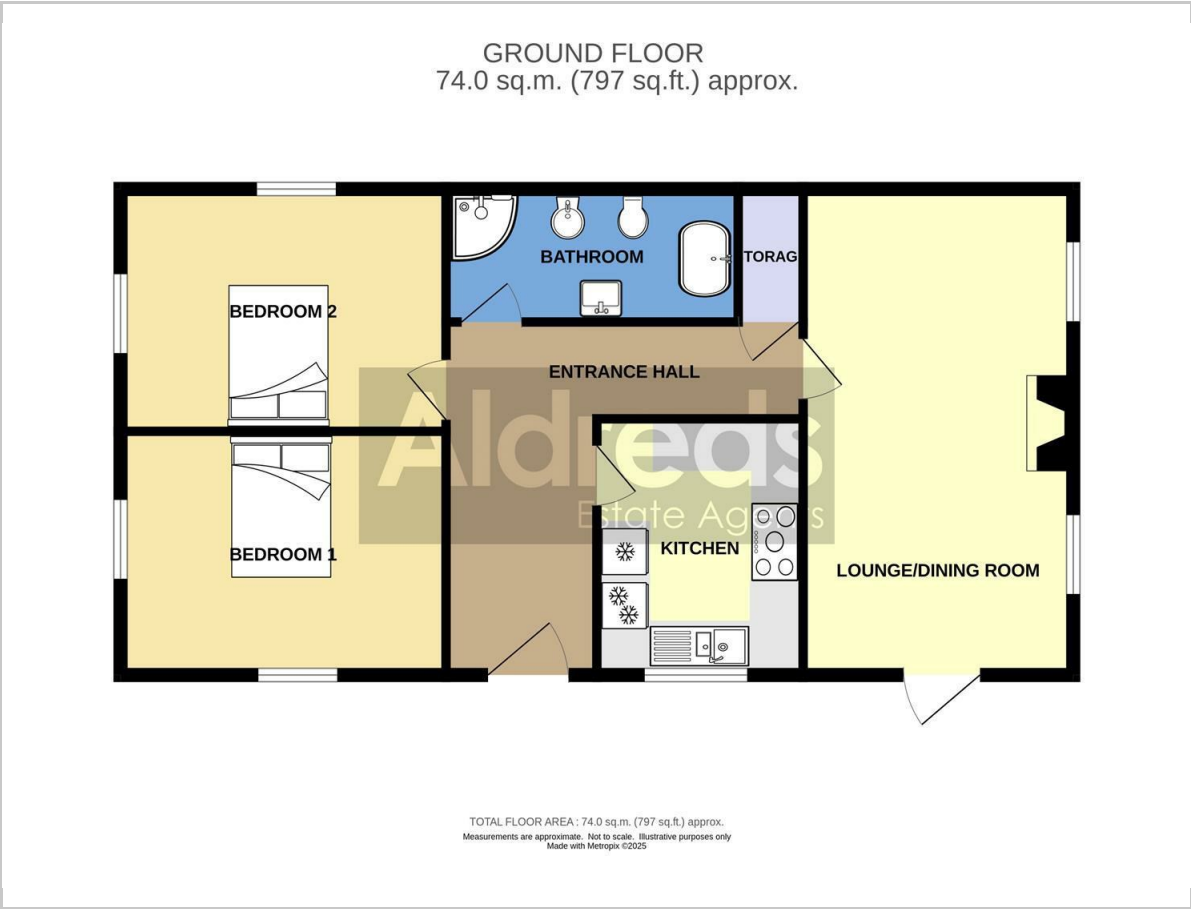 GROUND FLOOR
74.0 sq.m. (797 sq.ft.) approx.
BATHROOM
TORAG
BEDROOM 2
ENTRANCE HALL
Aldreds
Estate Agents
BEDROOM 1
KITCHEN
LOUNGE/DINING ROOM
TOTAL FLOOR AREA : 74.0 sq.m. (797 sq.ft.) approx.
Measurements are approximate. Not to scale. Illustrative purposes only
Made with Metropix ©2025